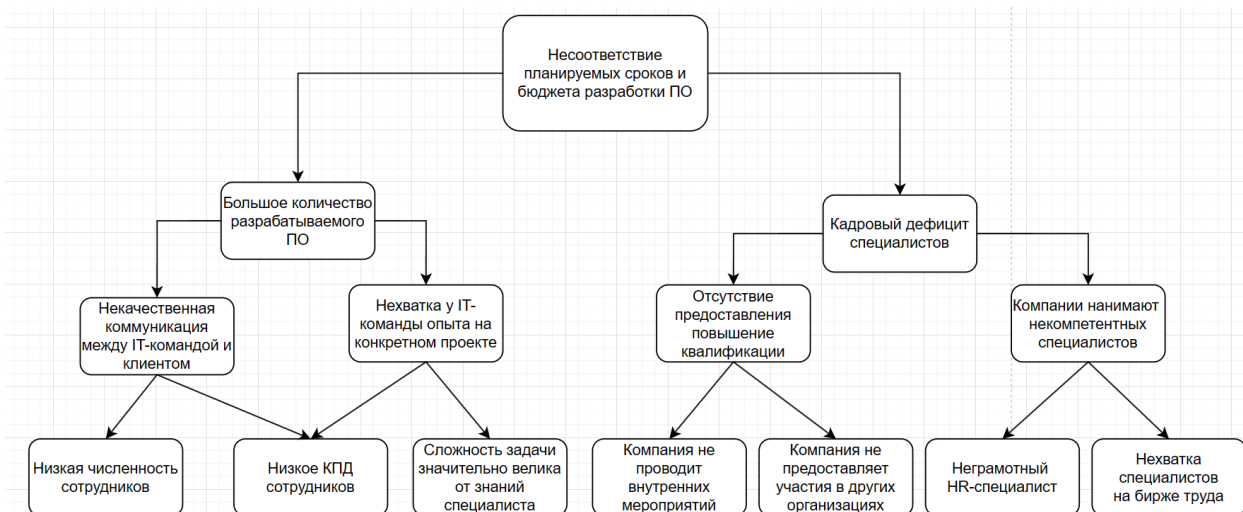 Несоответствие
планируемых сроков и
бюджета разработки ПО
Большое количество
разрабатываемого
ПО
Кадровый дефицит
специалистов
Некачественная
коммуникация
между IT-командой и
клиентом
Нехватка у IT-
команды опыта на
конкретном проекте
Отсутствие
предоставления
повышение
квалификации
Компании нанимают
некомпетентных
специалистов
Низкая численность
сотрудников
Низкое КПД
сотрудников
Сложность задачи
значительно велика
от знаний
специалиста
Компания не
проводит
внутренних
мероприятий
Компания не
предоставляет
участия в других
организациях
Неграмотный
HR-специалист
Нехватка
специалистов
на бирже труда